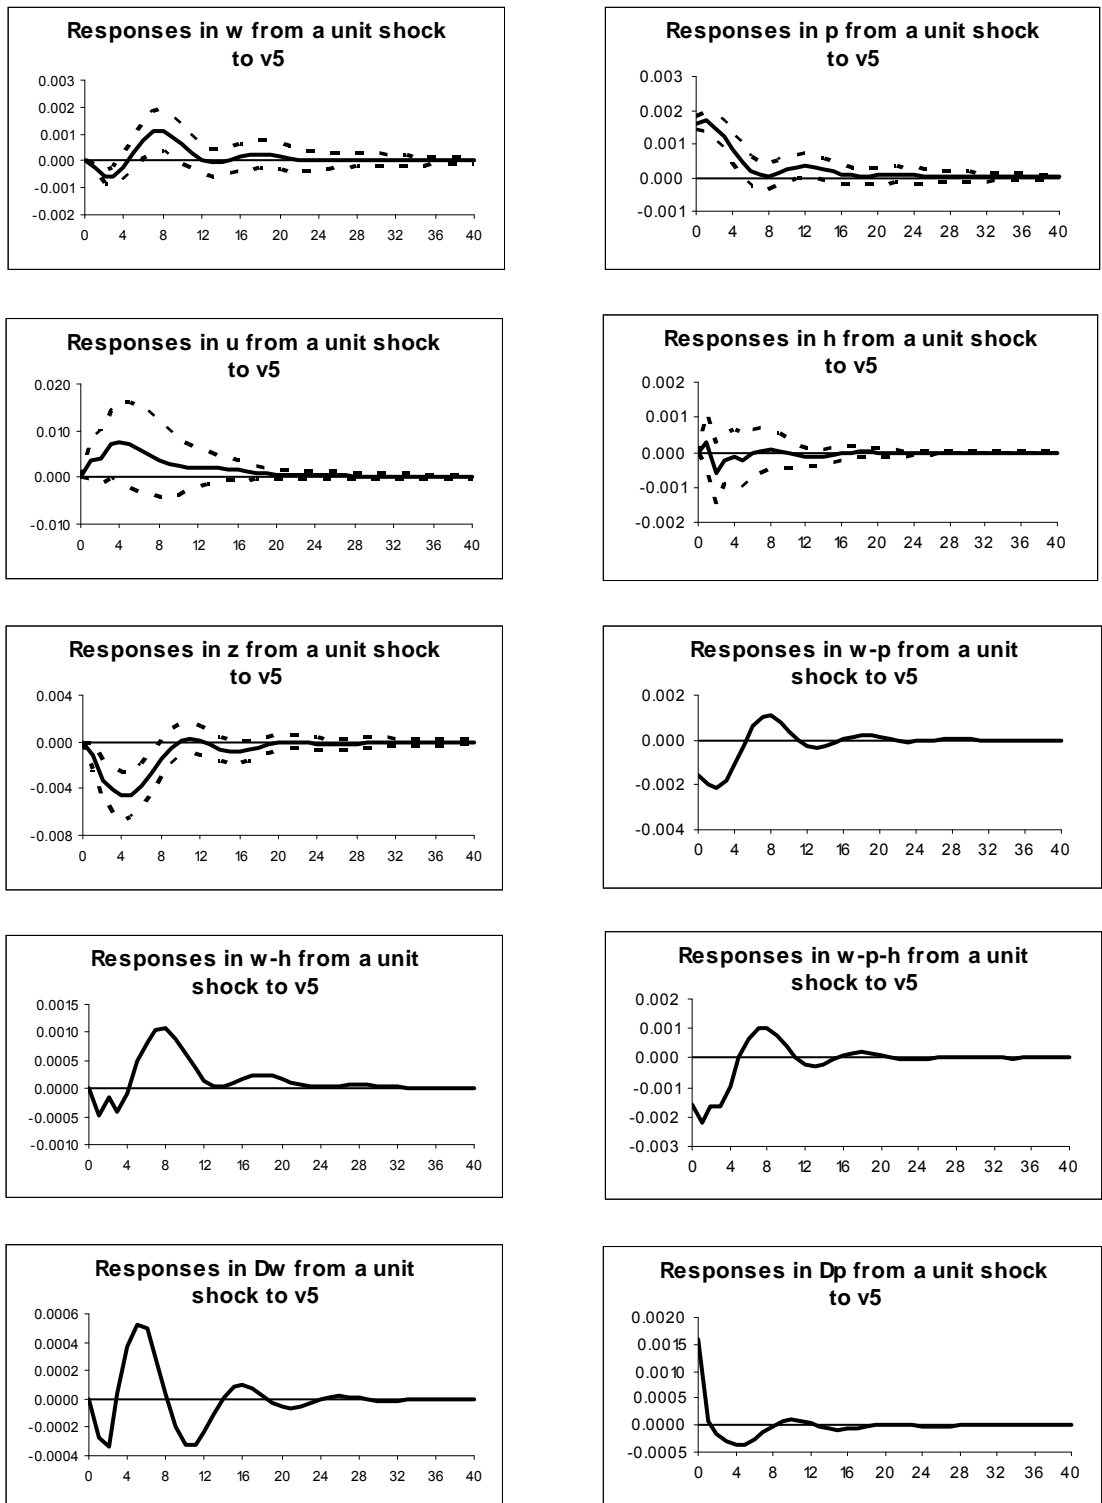 Responses in w from a unit shock
to v5
0.003
0.002
0.001
0.000
-0.001
-0.002
0 4 8 12 16 20 24 28 32 36 40
Responses in p from a unit shock
to v5
0.003
0.002
0.001
0.000
-0.001
0 4 8 12 16 20 24 28 32 36 40
Responses in u from a unit shock
to v5
0.020
0.010
0.000
-0.010
0 4 8 12 16 20 24 28 32 36 40
Responses in h from a unit shock
to v5
0.002
0.001
0.000
-0.001
-0.002
0 4 8 12 16 20 24 28 32 36 40
Responses in z from a unit shock
to v5
0.004
0.000
-0.004
-0.008
0 4 8 12 16 20 24 28 32 36 40
Responses in w-p from a unit
shock to v5
0.002
0.000
-0.002
-0.004
0 4 8 12 16 20 24 28 32 36 40
Responses in w-h from a unit
shock to v5
0.0015
0.0010
0.0005
0.0000
-0.0005
-0.0010
0 4 8 12 16 20 24 28 32 36 40
Responses in w-p-h from a unit
shock to v5
0.002
0.001
0.000
-0.001
-0.002
-0.003
0 4 8 12 16 20 24 28 32 36 40
Responses in Dw from a unit
shock to v5
0.0006
0.0004
0.0002
0.0000
-0.0002
-0.0004
0 4 8 12 16 20 24 28 32 36 40
Responses in Dp from a unit shock
to v5
0.0020
0.0015
0.0010
0.0005
0.0000
-0.0005
0 4 8 12 16 20 24 28 32 36 40